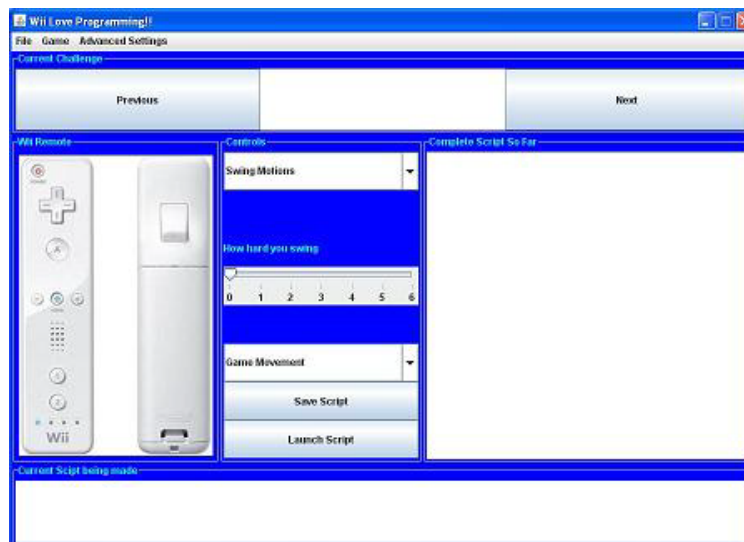 Wii Love Programming!!
File Game Advanced Settings
Current Challenge
Previous
Next
Wii Remote
Controls
Complete Script So Far
Swing Motions
How hard you swing
0 1 2 3 4 5 6
Game Movement
Save Script
Launch Script
A
1
2
Wii
Current Scipt being made